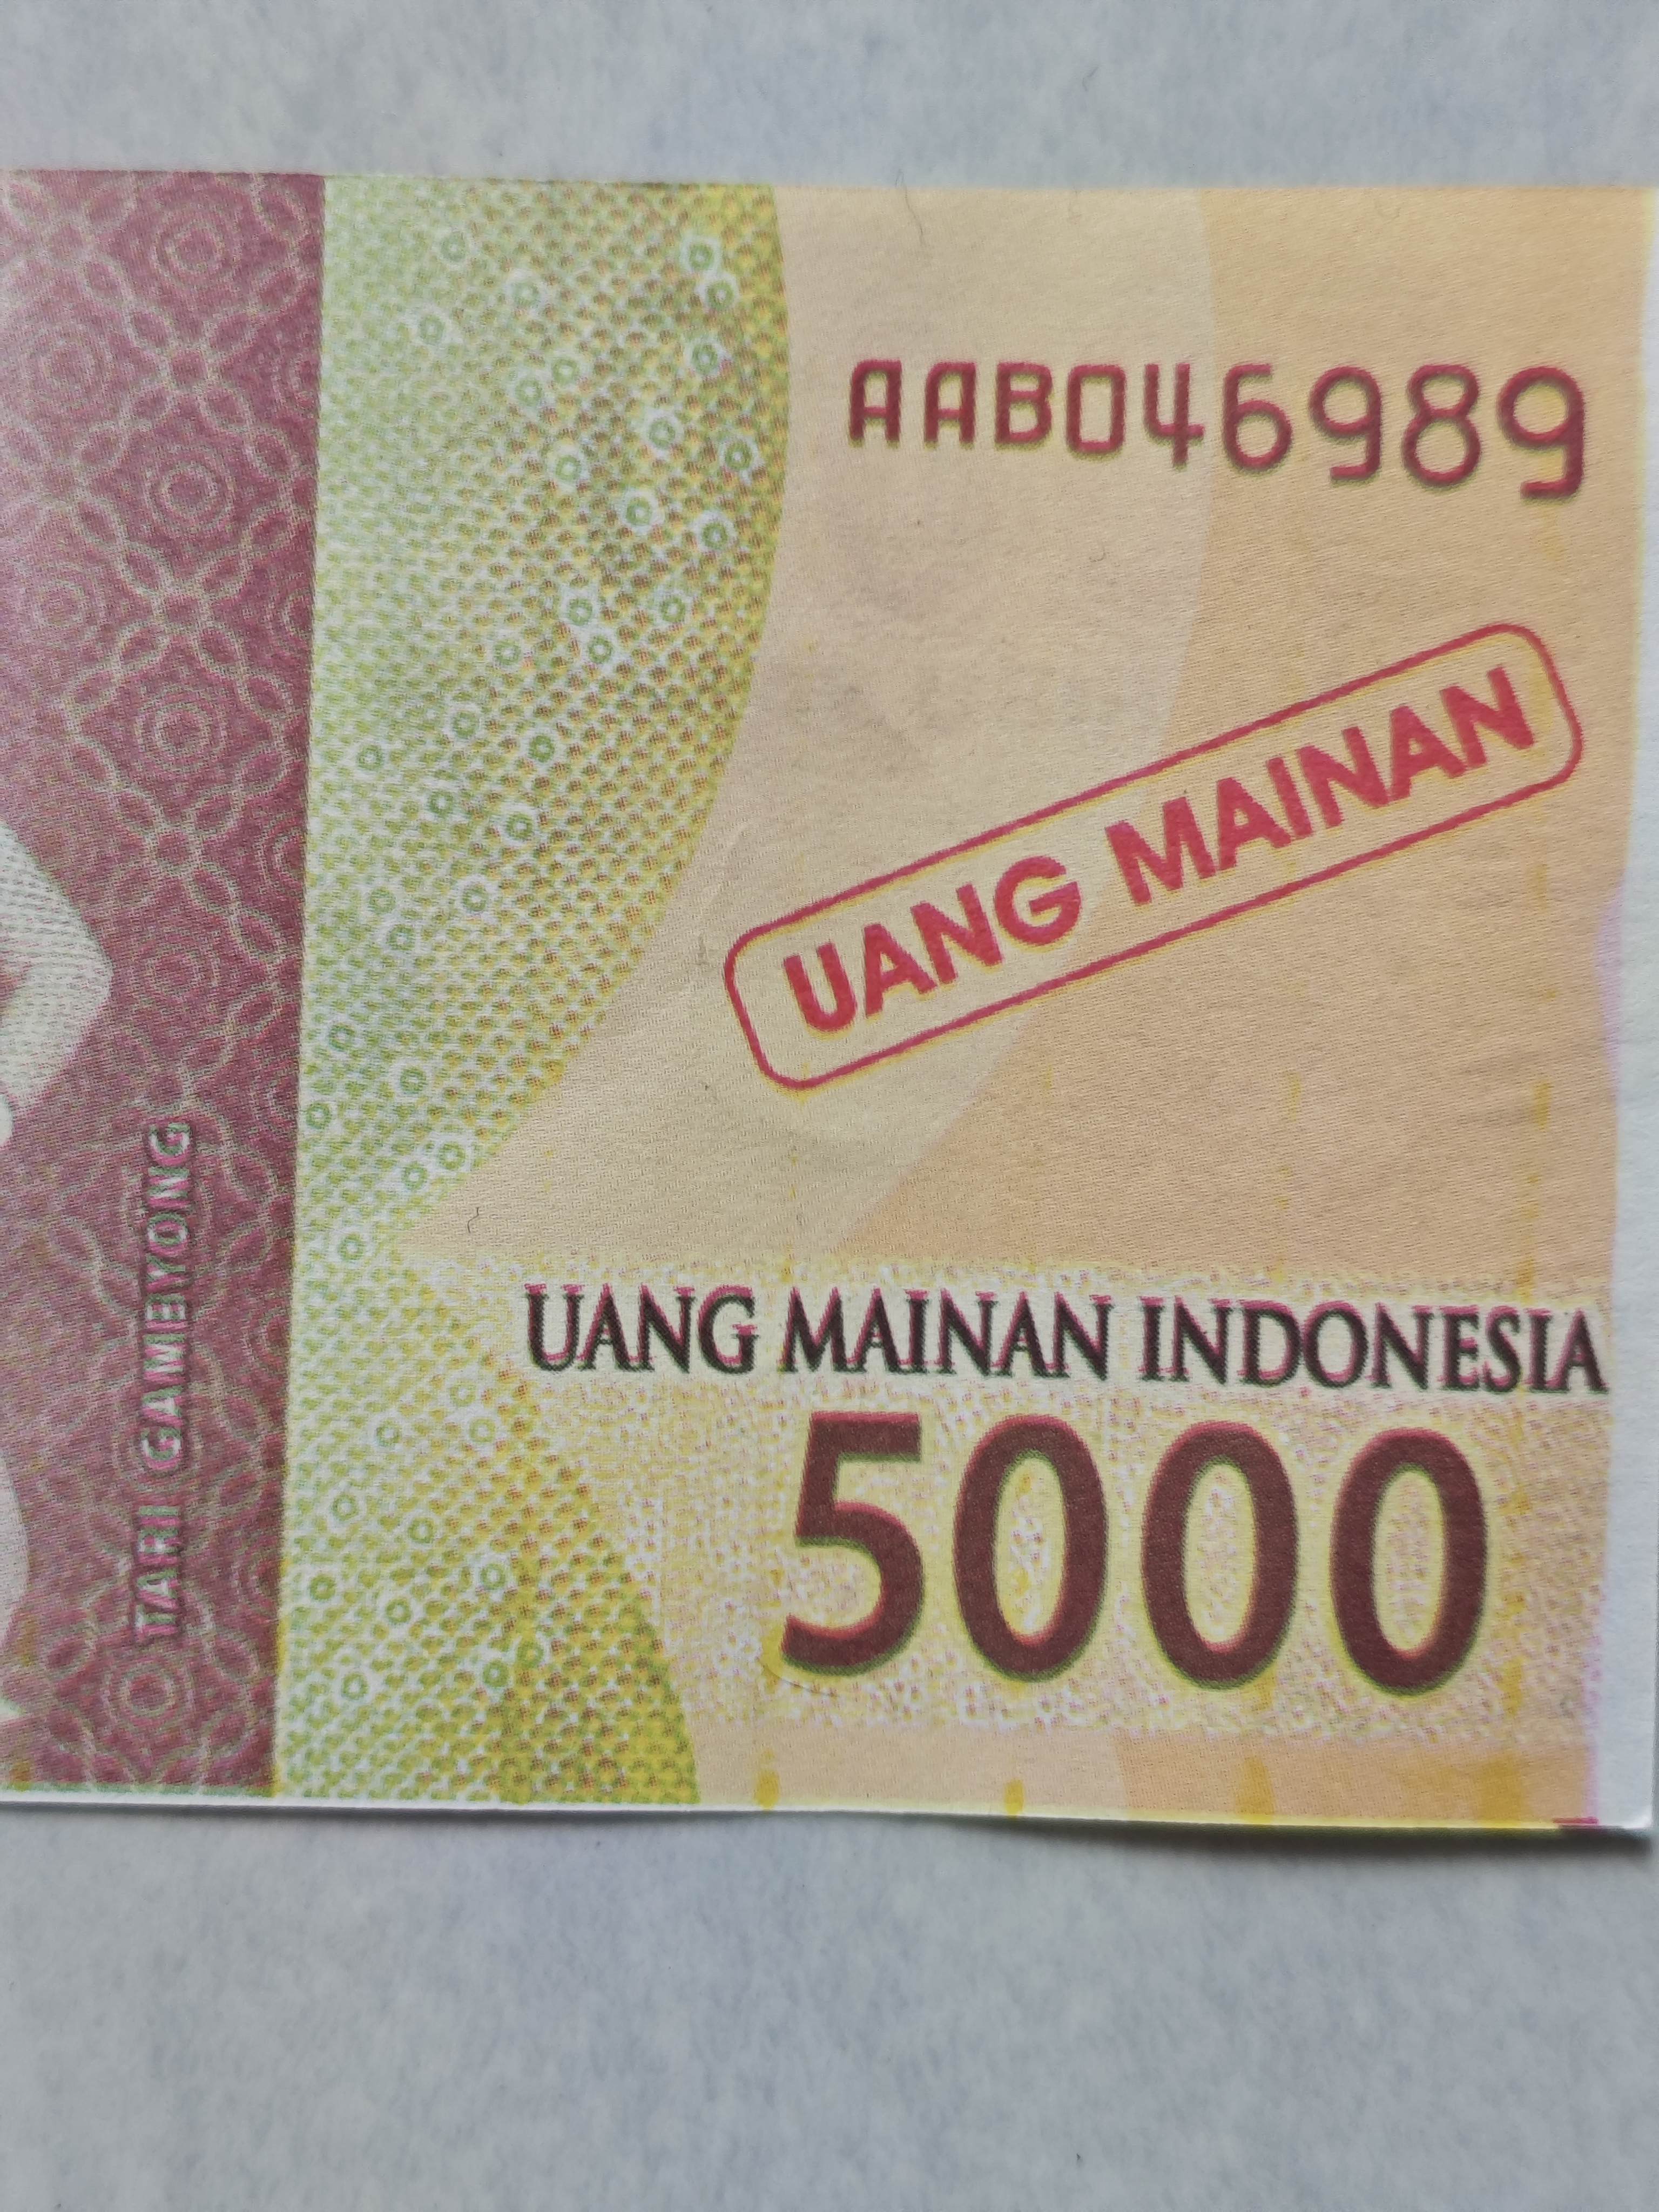 AAB046989
UANG MAINAN
TARI GAMBYONG
UANG MAINAN INDONESIA
5000